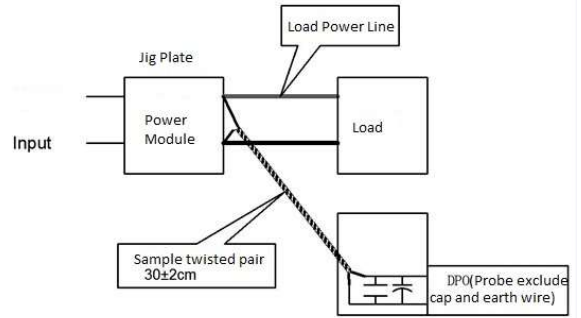 Load Power Line
Jig Plate
Power
Module
Load
Input
Sample twisted pair
30±2cm
DPO(Probe exclude
cap and earth wire)